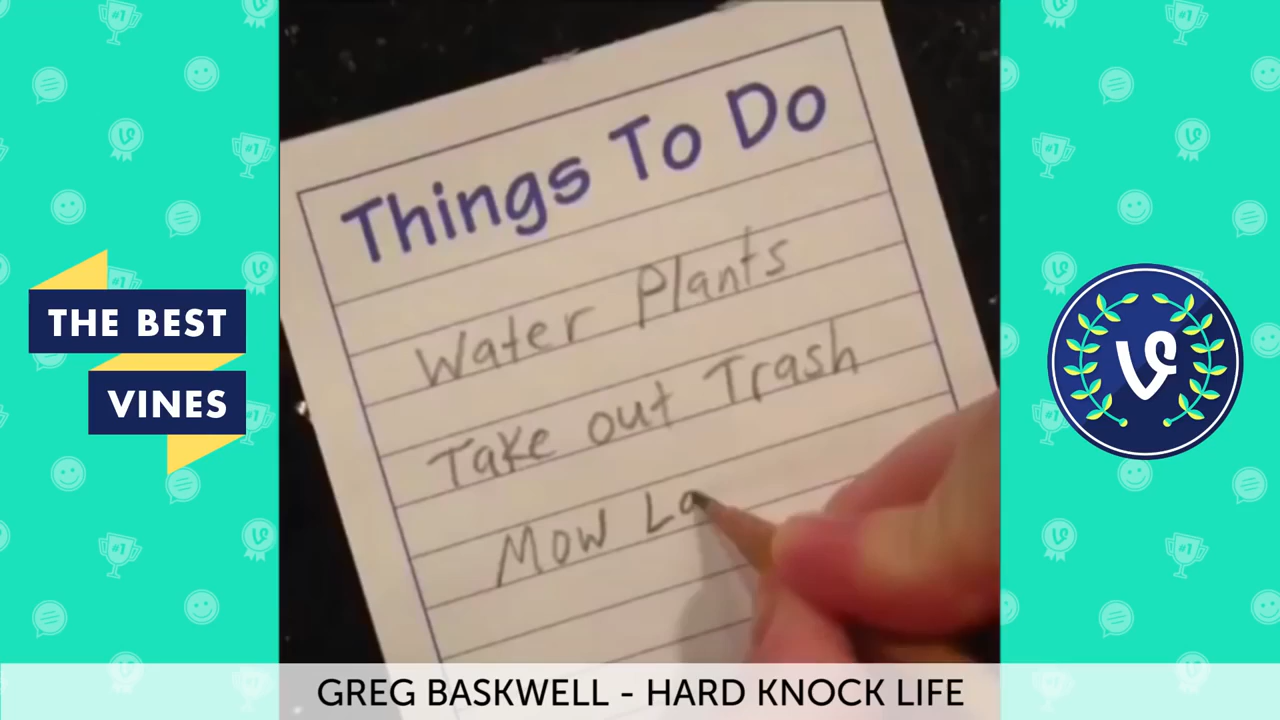 Things To Do
Water Plants
Take out Trash
Mow La
THE BEST
VINES
GREG BASKWELL - HARD KNOCK LIFE